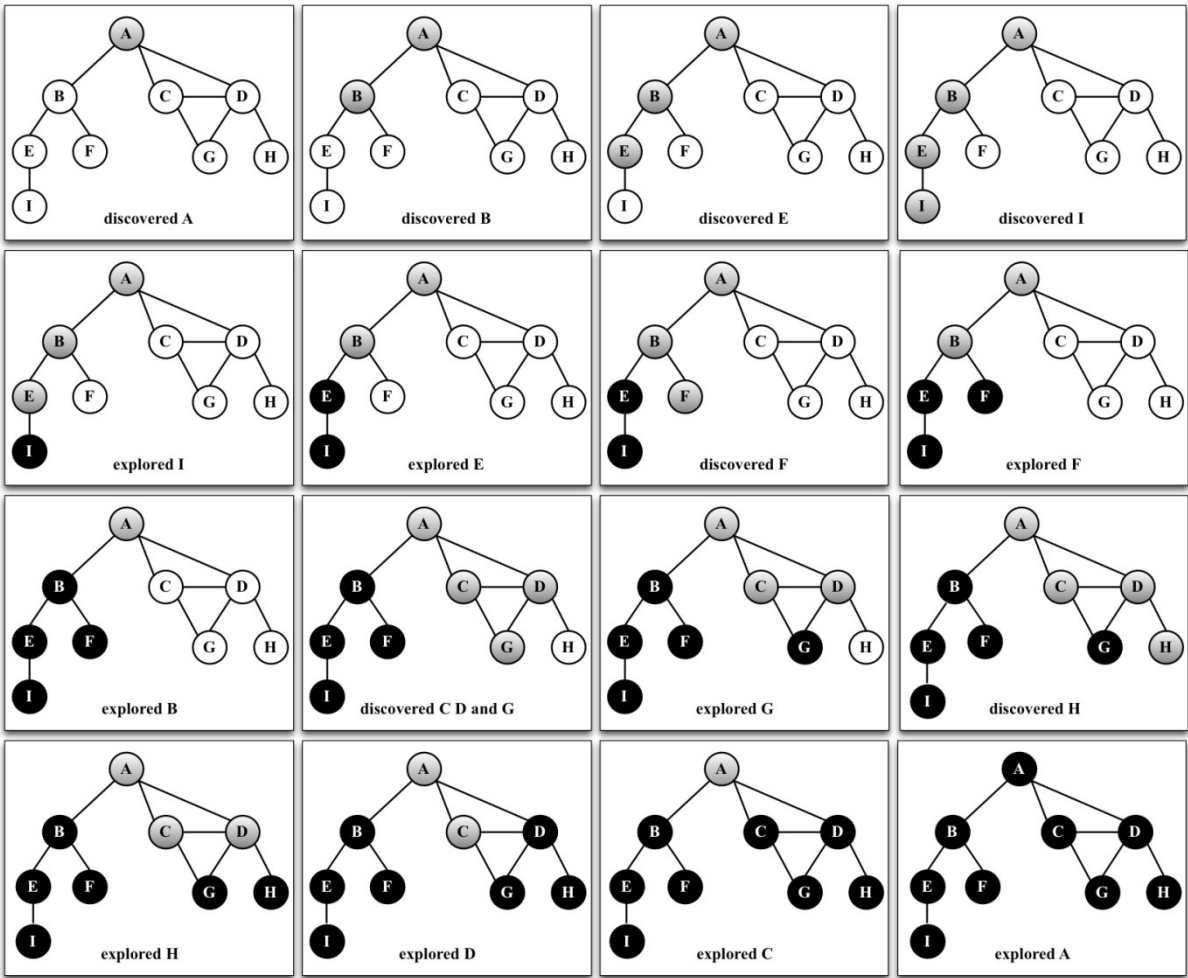 A
B C D
E F G H
I
discovered A
A
B C D
E F G H
I
discovered B
A
B C D
E F G H
I
discovered E
A
B C D
E F G H
I
discovered I
A
B C D
E F G H
I
explored I
A
B C D
E F G H
I
explored E
A
B C D
E F G H
I
discovered F
A
B C D
E F G H
I
explored F
A
B C D
E F G H
I
explored B
A
B C D
E F G H
I
discovered C D and G
A
B C D
E F G H
I
explored G
A
B C D
E F G H
I
discovered H
A
B C D
E F G H
I
explored H
A
B C D
E F G H
I
explored D
A
B C D
E F G H
I
explored C
A
B C D
E F G H
I
explored A